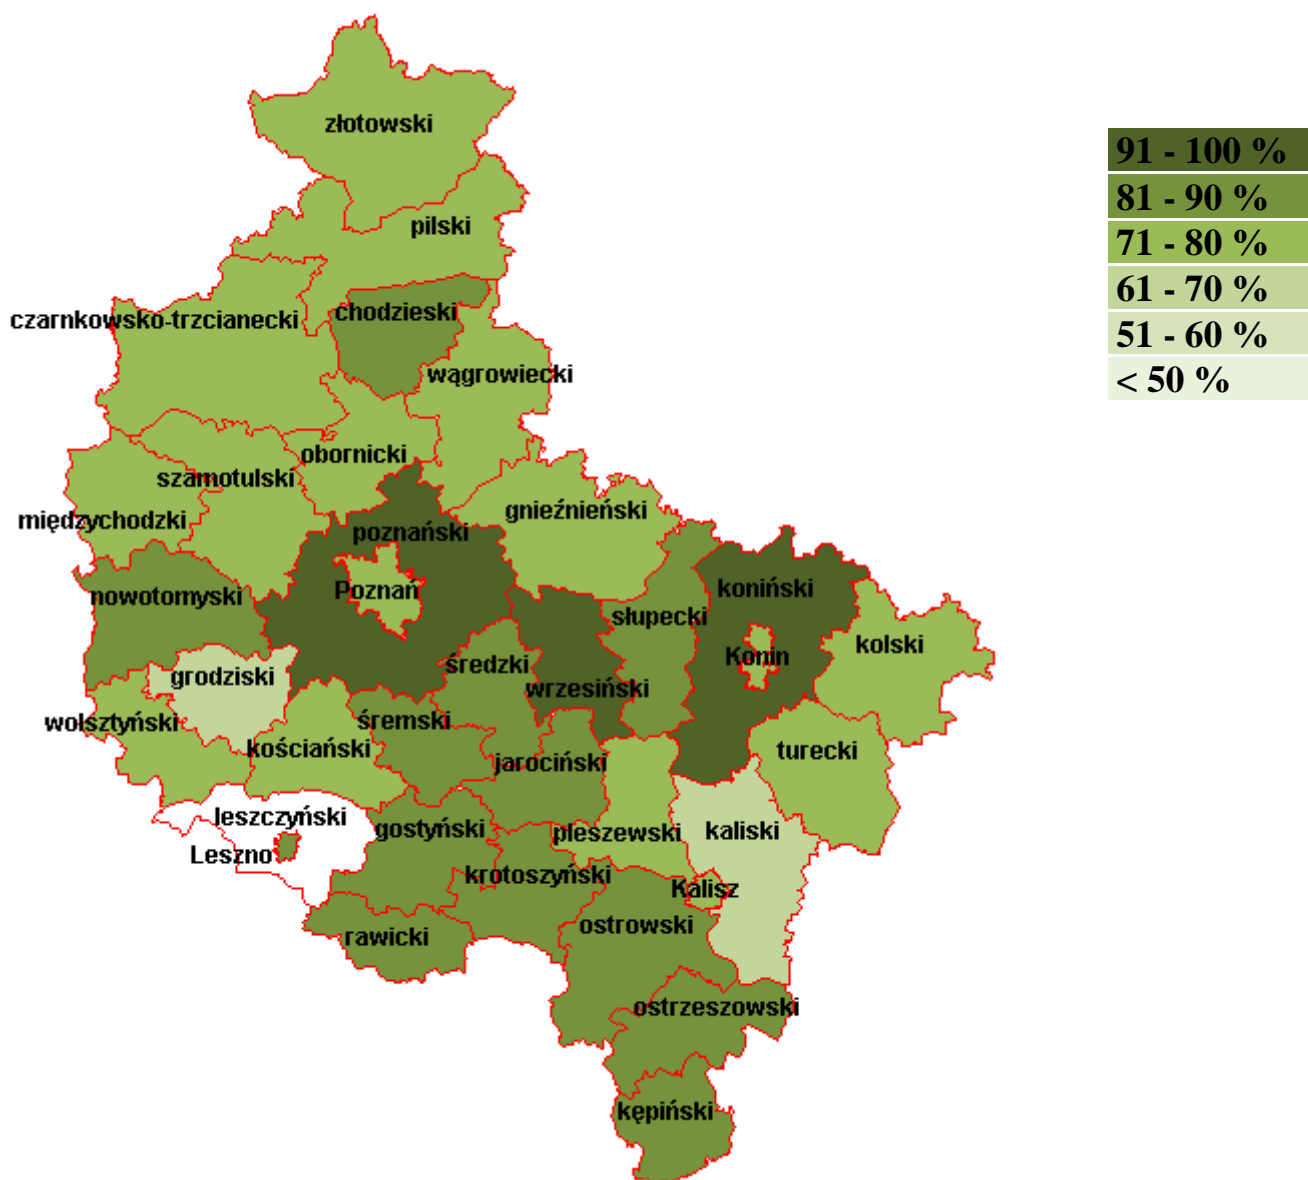 złotowski
pilski
chodzieski
czarnkowsko-trzcianecki
wągrowiecki
obornicki
szamotulski
międzychodzki
gnieźnieński
poznański
Poznań
nowotomyski
koniński
słupecki
kolski
Konin
średzki
grodziski
wrzesiński
wolsztyński
śremski
kościański
turecki
jarociński
leszczyński
gostyński
pleszewski
kaliski
Leszno
krotoszyński
Kalisz
ostrowski
rawicki
ostrzeszowski
kępiński
91 - 100 %
81 - 90 %
71 - 80 %
61 - 70 %
51 - 60 %
< 50 %